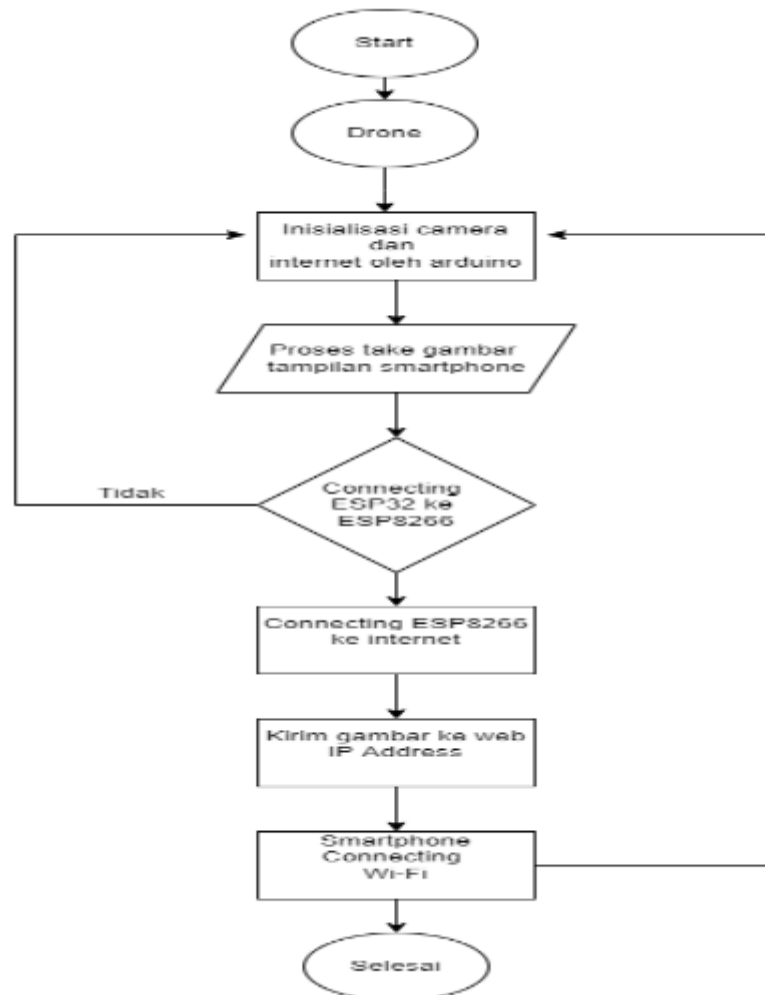 Start
Drone
Inisialisasi camera
dan
internet oleh arduino
Proses take gambar
tampilan smartphone
Tidak
Connecting
ESP32 ke
ESP8266
Connecting ESP8266
ke internet
Kirim gambar ke web
IP Address
Smartphone
Connecting
Wi-Fi
Selesai